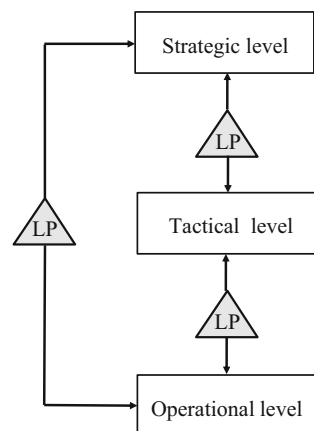 Strategic level
LP
Tactical level
LP
LP
Operational level